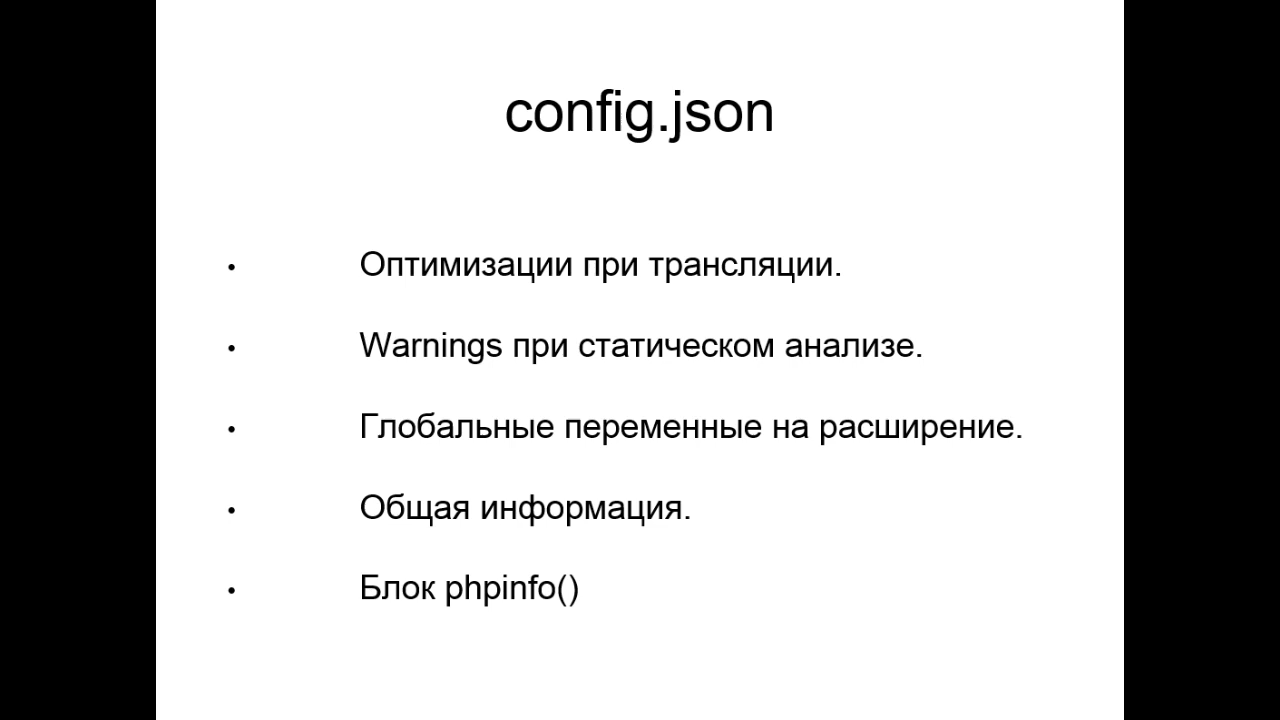 config.json
• Оптимизации при трансляции.
• Warnings при статическом анализе.
• Глобальные переменные на расширение.
• Общая информация.
• Блок phpinfo()